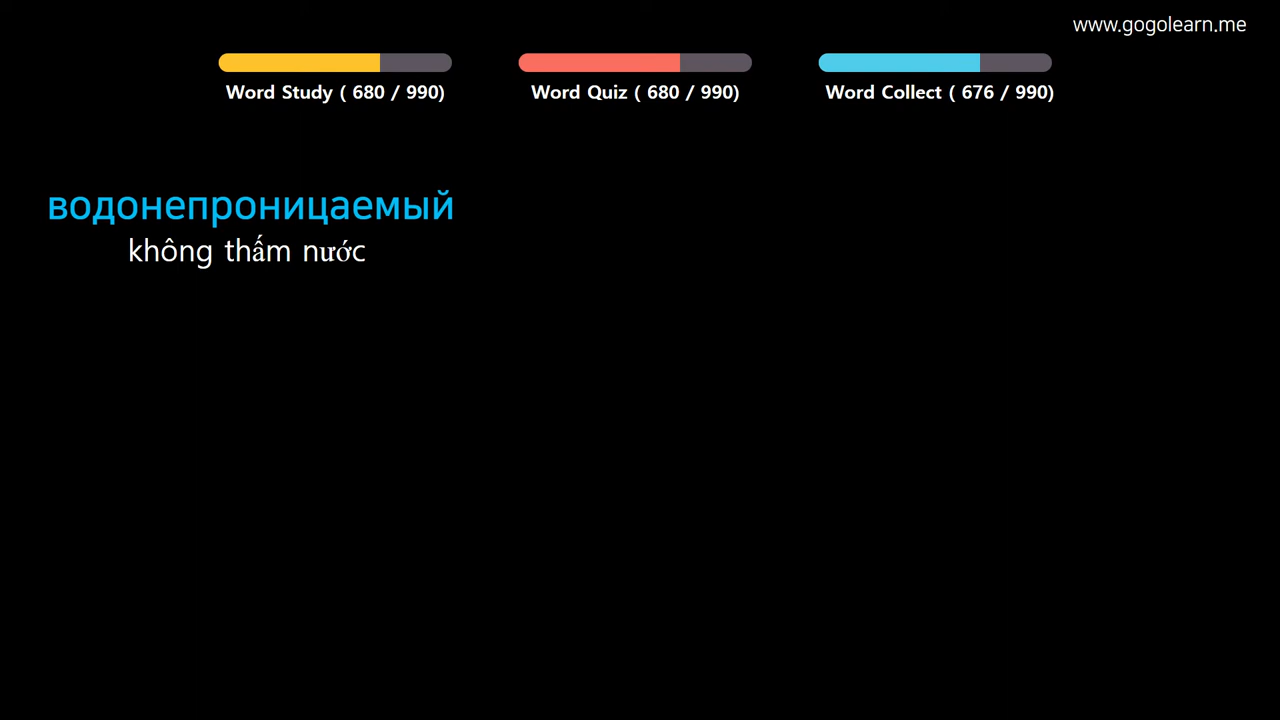 www.gogolearn.me
Word Study ( 680 / 990)
Word Quiz ( 680 / 990)
Word Collect ( 676 / 990)
водонепроницаемый
không thấm nước